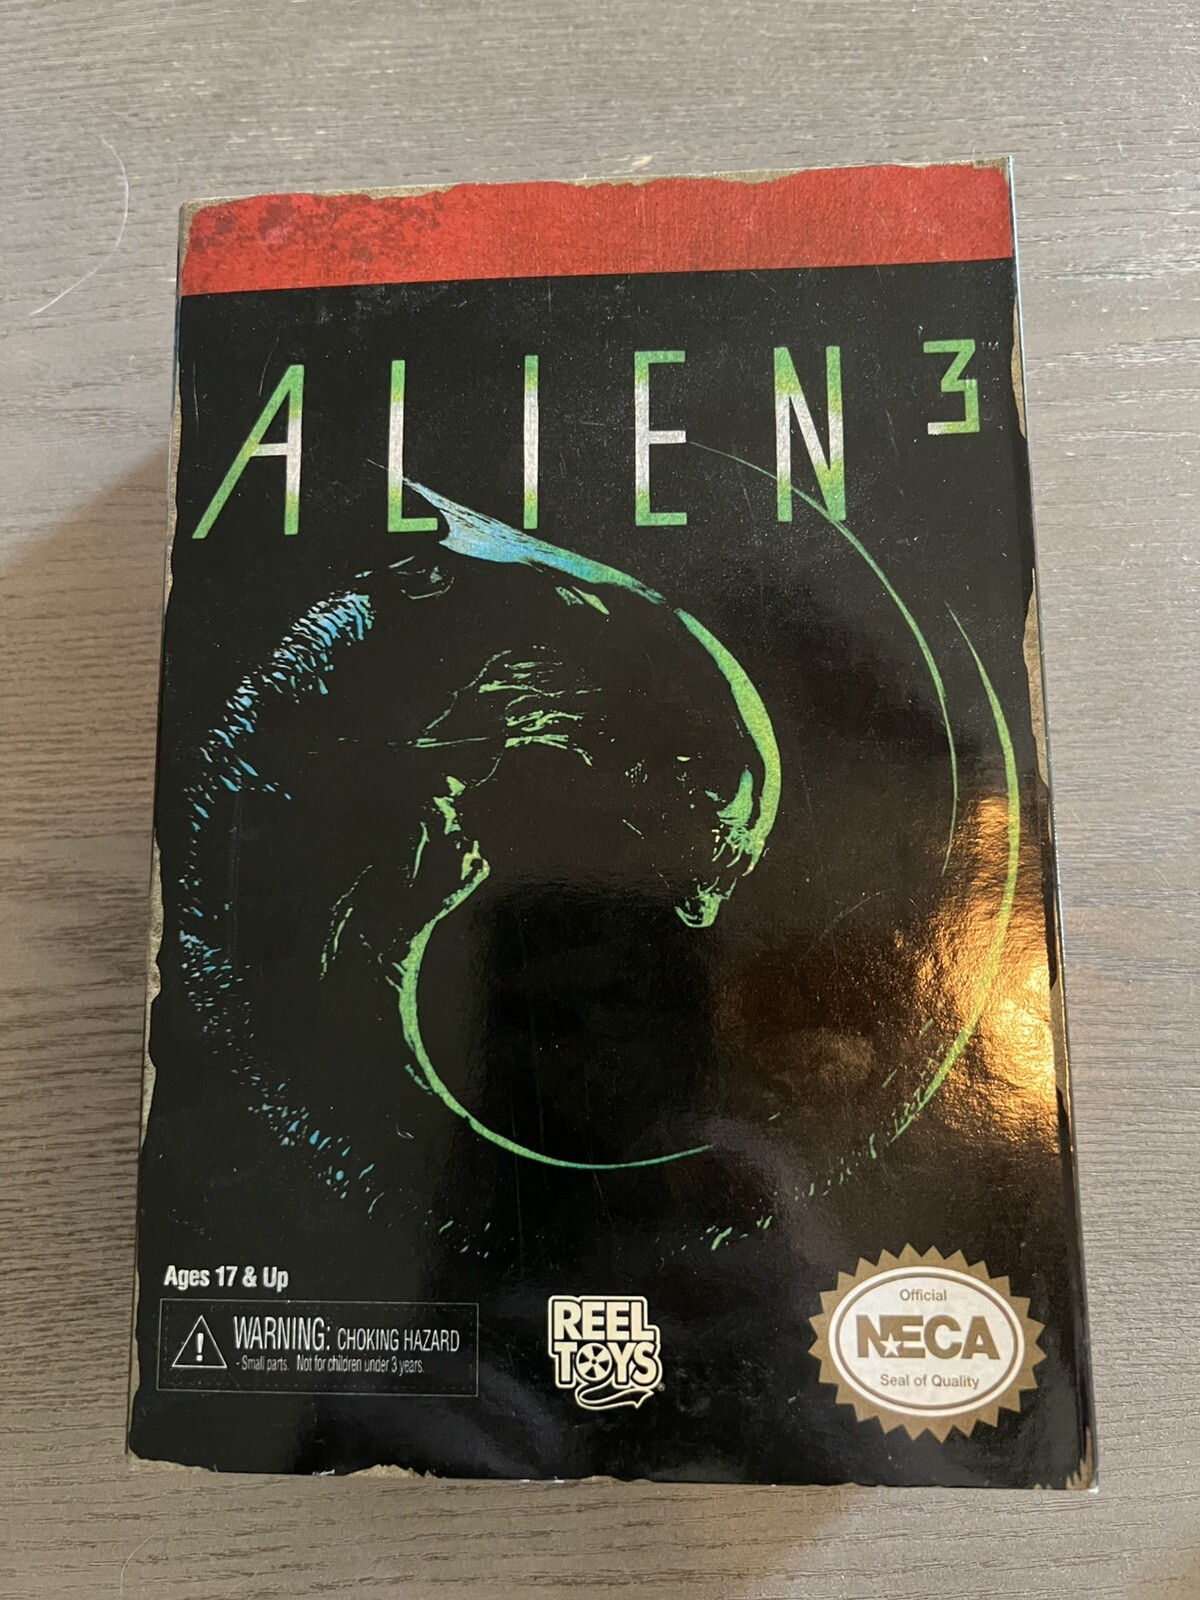 ALIEN³™
Ages 17 & Up
WARNING: CHOKING HAZARD
- Small parts. Not for children under 3 years.
REEL
TOYS®
Official
NECA
Seal of Quality